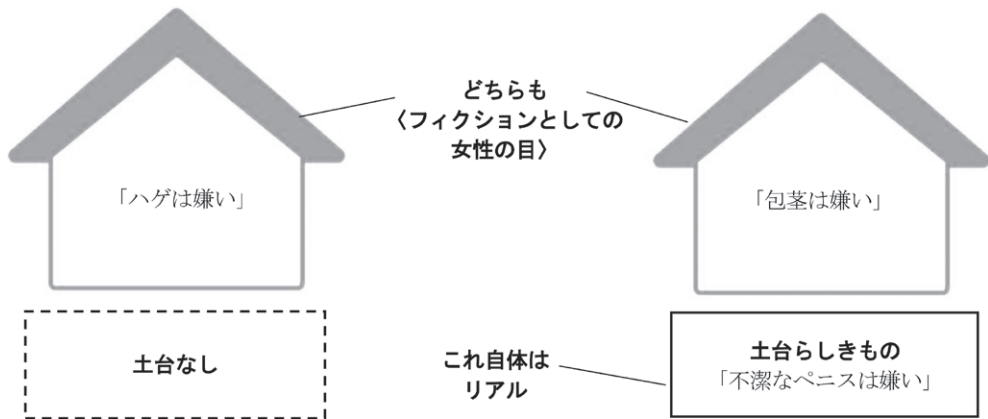 どちらも
〈フィクションとしての
女性の目〉
「ハゲは嫌い」
「包茎は嫌い」
土台なし
これ自体は
リアル
土台らしきもの
「不潔なペニスは嫌い」